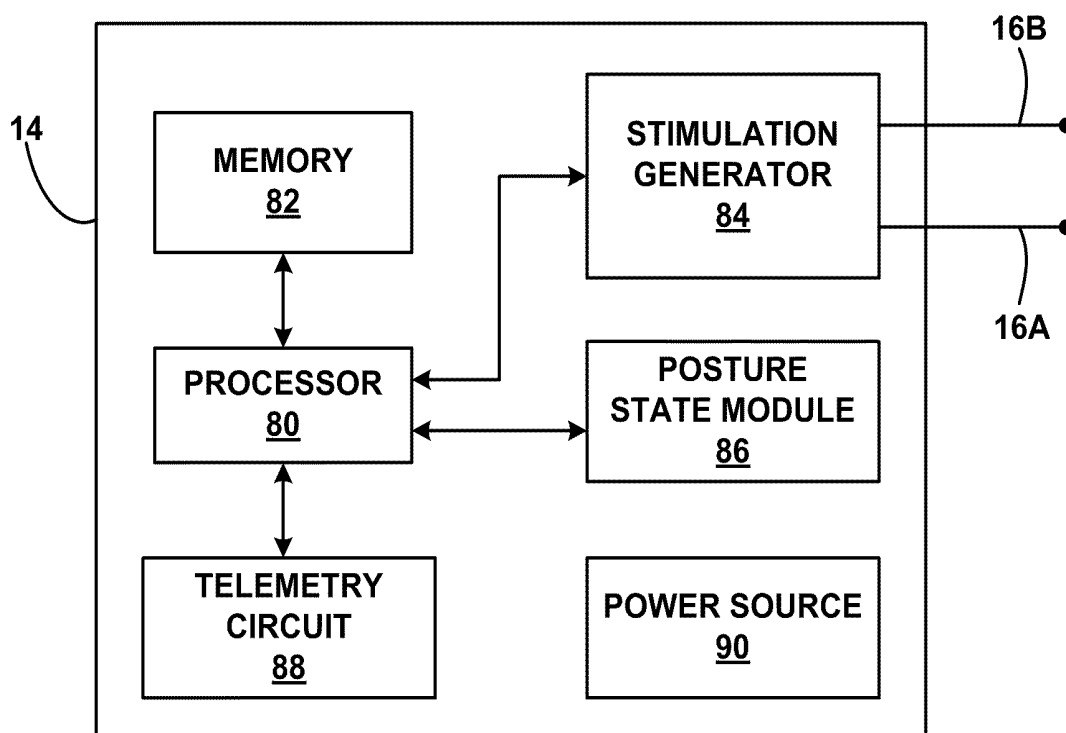 16B
14
MEMORY
82
STIMULATION
GENERATOR
84
16A
PROCESSOR
80
POSTURE
STATE MODULE
86
TELEMETRY
CIRCUIT
88
POWER SOURCE
90